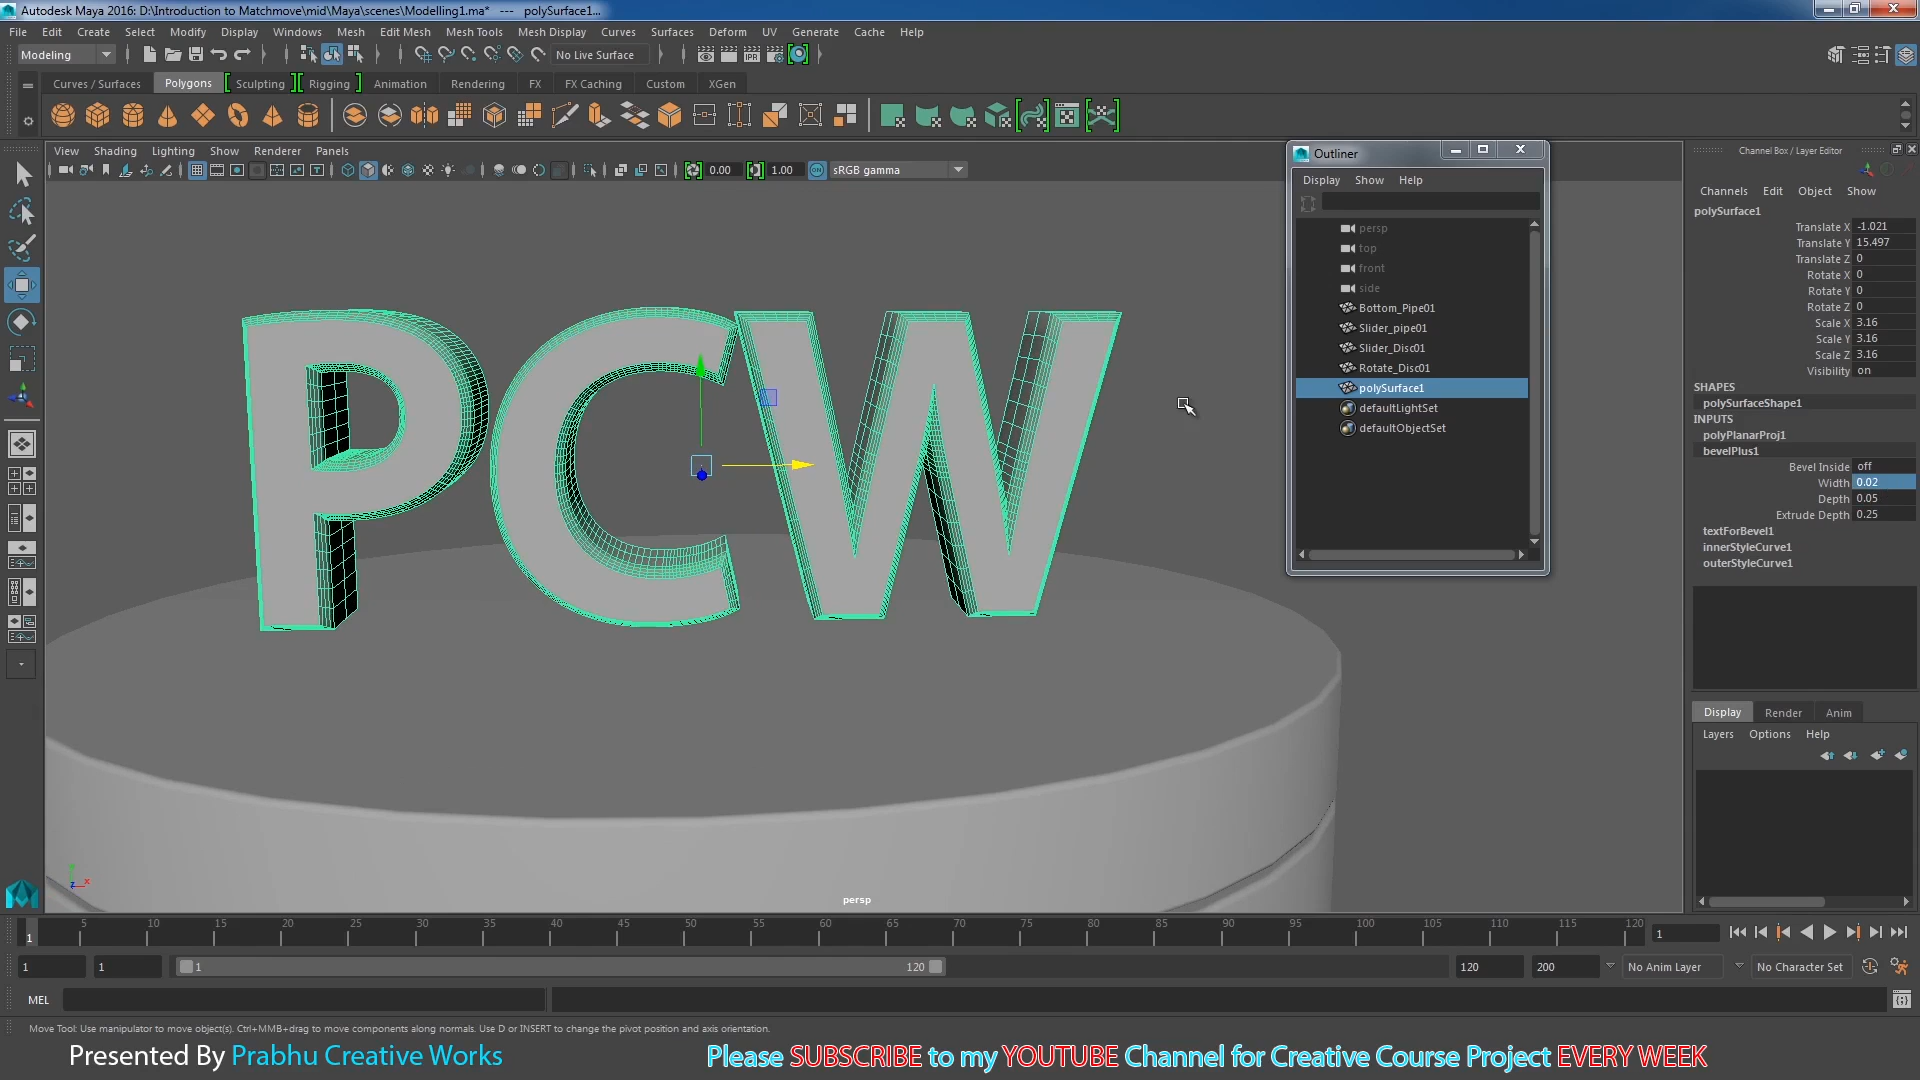 Autodesk Maya 2016: D:\Introduction to Matchmove\mid\Maya\scenes\Modelling1.ma* --- polySurface1...
File Edit Create Select Modify Display Windows Mesh Edit Mesh Mesh Tools Mesh Display Curves Surfaces Deform UV Generate Cache Help
Modeling No Live Surface IPR
Curves / Surfaces Polygons Sculpting Rigging Animation Rendering FX FX Caching Custom XGen
View Shading Lighting Show Renderer Panels
0.00 1.00 ON sRGB gamma
PCW
persp
Outliner
Display Show Help
persp
top
front
side
Bottom_Pipe01
Slider_pipe01
Slider_Disc01
Rotate_Disc01
polySurface1
defaultLightSet
defaultObjectSet
Channel Box / Layer Editor
Channels Edit Object Show
polySurface1
Translate X -1.021
Translate Y 15.497
Translate Z 0
Rotate X 0
Rotate Y 0
Rotate Z 0
Scale X 3.16
Scale Y 3.16
Scale Z 3.16
Visibility on
SHAPES
polySurfaceShape1
INPUTS
polyPlanarProj1
bevelPlus1
Bevel Inside off
Width 0.02
Depth 0.05
Extrude Depth 0.25
textForBevel1
innerStyleCurve1
outerStyleCurve1
Display Render Anim
Layers Options Help
1 5 10 15 20 25 30 35 40 45 50 55 60 65 70 75 80 85 90 95 100 105 110 115 120 1
1 1 1 120 120 200 No Anim Layer No Character Set
MEL
Move Tool: Use manipulator to move object(s). Ctrl+MMB+drag to move components along normals. Use D or INSERT to change the pivot position and axis orientation.
Presented By Prabhu Creative Works Please SUBSCRIBE to my YOUTUBE Channel for Creative Course Project EVERY WEEK